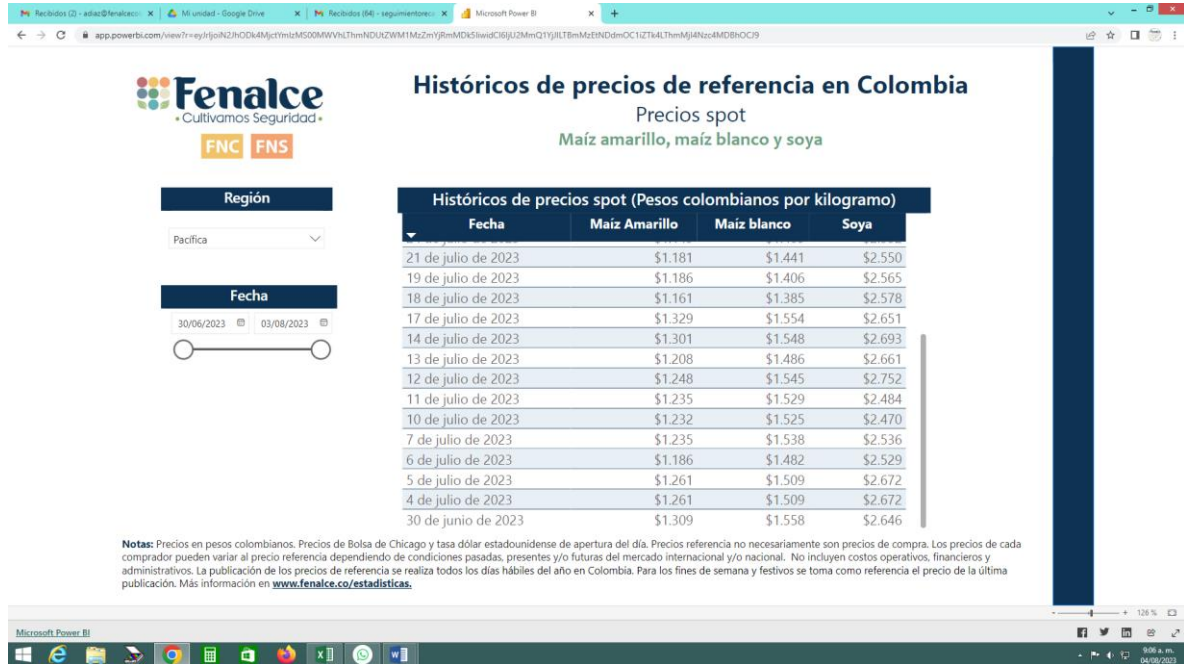 Recibidos (2) - adiaz@fenalceco
Mi unidad - Google Drive
Recibidos (64) - seguimientoreco
Microsoft Power BI
Fenalce
• Cultivamos Seguridad •
FNC FNS
Históricos de precios de referencia en Colombia
Precios spot
Maíz amarillo, maíz blanco y soya
Región
Pacífica
Fecha
30/06/2023 03/08/2023
Históricos de precios spot (Pesos colombianos por kilogramo)
Fecha Maíz Amarillo Maíz blanco Soya
21 de julio de 2023 $1.181 $1.441 $2.550
19 de julio de 2023 $1.186 $1.406 $2.565
18 de julio de 2023 $1.161 $1.385 $2.578
17 de julio de 2023 $1.329 $1.554 $2.651
14 de julio de 2023 $1.301 $1.548 $2.693
13 de julio de 2023 $1.208 $1.486 $2.661
12 de julio de 2023 $1.248 $1.545 $2.752
11 de julio de 2023 $1.235 $1.529 $2.484
10 de julio de 2023 $1.232 $1.525 $2.470
7 de julio de 2023 $1.235 $1.538 $2.536
6 de julio de 2023 $1.186 $1.482 $2.529
5 de julio de 2023 $1.261 $1.509 $2.672
4 de julio de 2023 $1.261 $1.509 $2.672
30 de junio de 2023 $1.309 $1.558 $2.646
Notas: Precios en pesos colombianos. Precios de Bolsa de Chicago y tasa dólar estadounidense de apertura del día. Precios referencia no necesariamente son precios de compra. Los precios de cada
comprador pueden variar al precio referencia dependiendo de condiciones pasadas, presentes y/o futuras del mercado internacional y/o nacional. No incluyen costos operativos, financieros y
administrativos. La publicación de los precios de referencia se realiza todos los días hábiles del año en Colombia. Para los fines de semana y festivos se toma como referencia el precio de la última
publicación. Más información en www.fenalce.co/estadisticas.
126 %
Microsoft Power BI
9:06 a. m.
04/08/2023